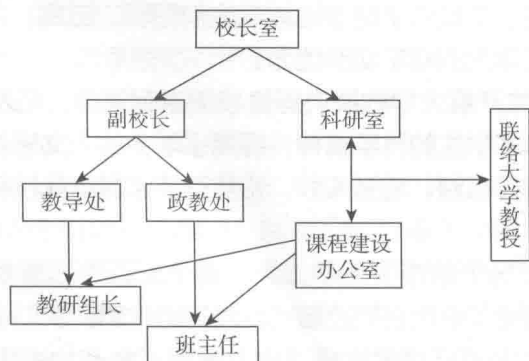 校长室
副校长
科研室
联络大学教授
教导处
政教处
课程建设
办公室
教研组长
班主任